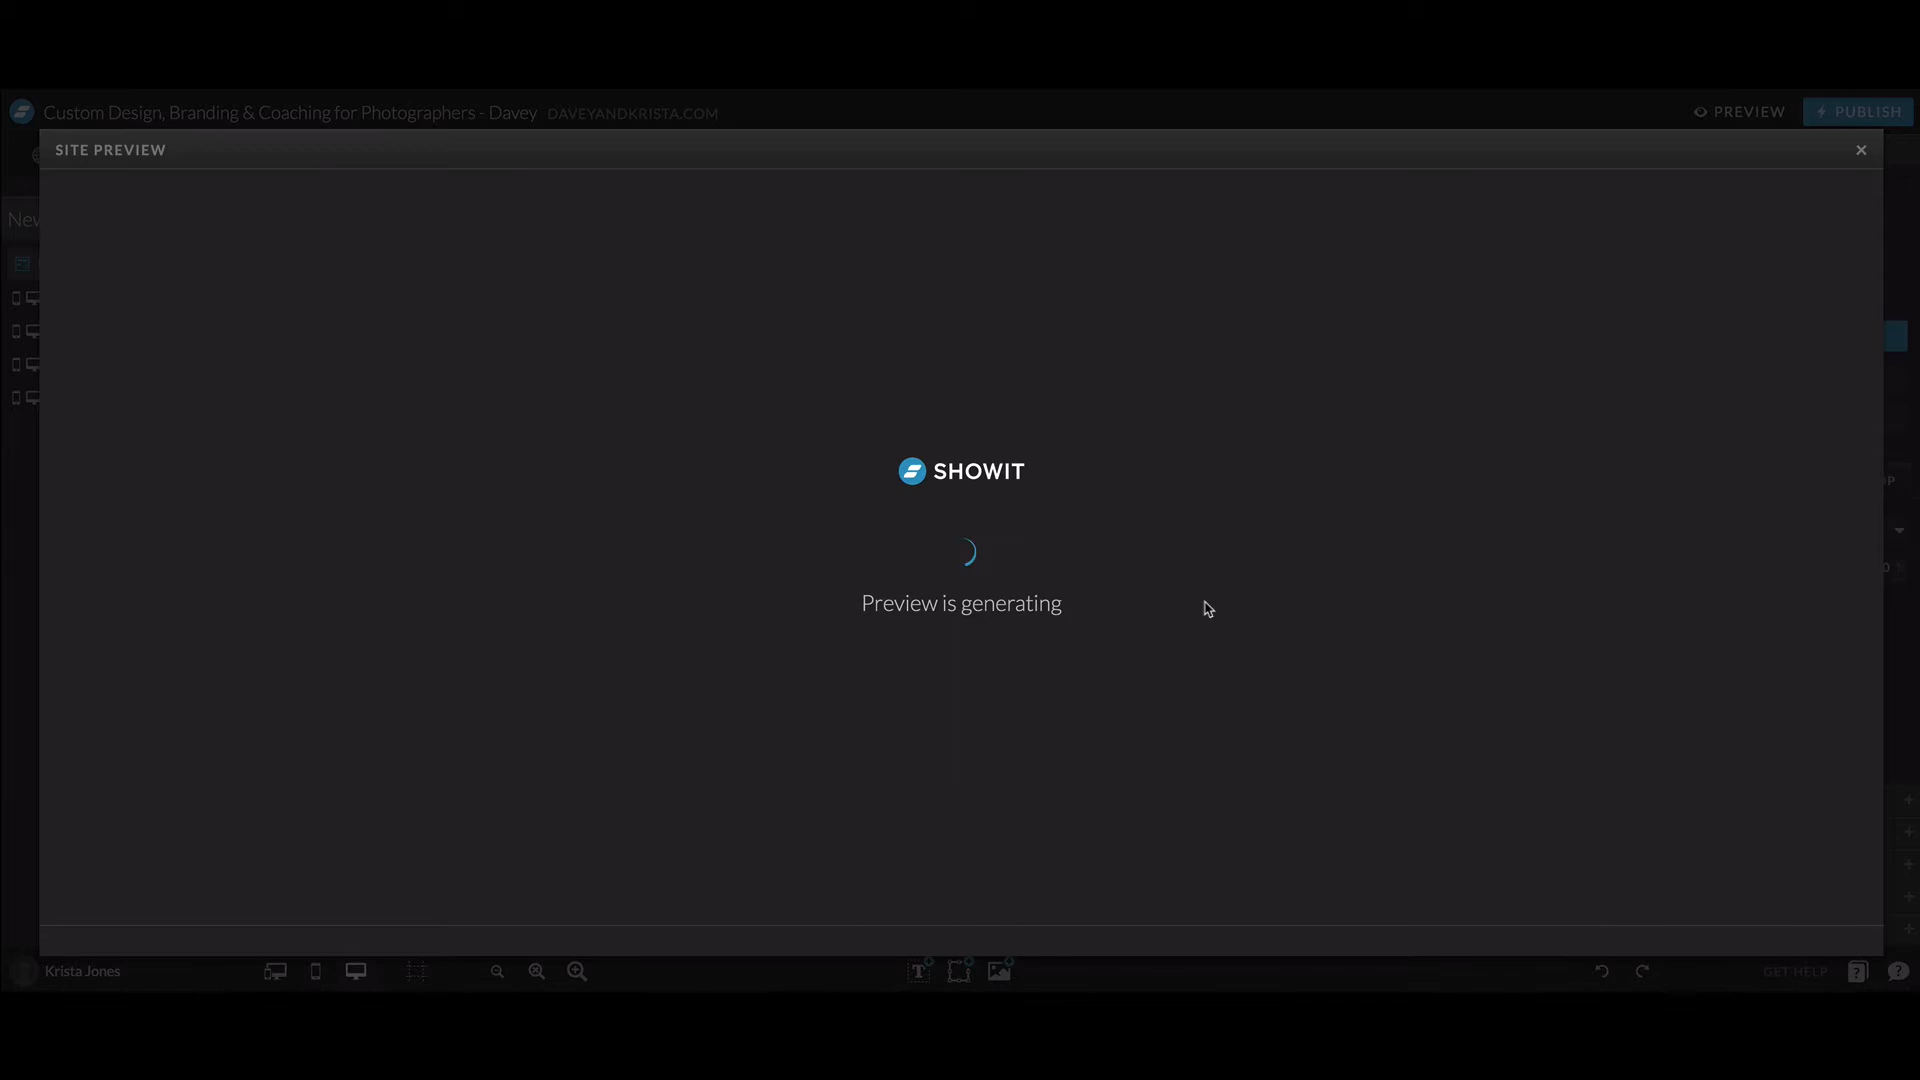 Custom Design, Branding & Coaching for Photographers - Davey DAVEYANDKRISTA.COM
PREVIEW
PUBLISH
SITE PREVIEW
SHOWIT
Preview is generating
Krista Jones
GET HELP